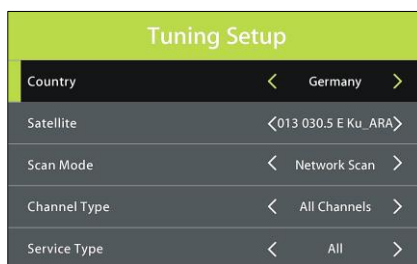 Tuning Setup
Country < Germany >
Satellite <013 030.5 E Ku_ARA>
Scan Mode < Network Scan >
Channel Type < All Channels >
Service Type < All >